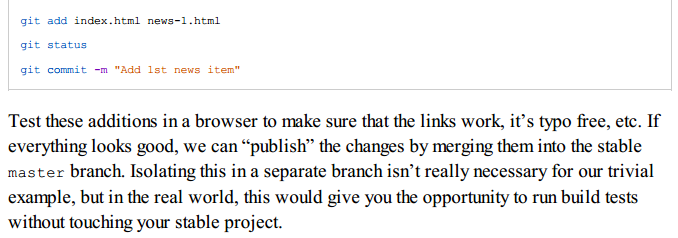 git add index.html news-1.html
git status
git commit -m "Add 1st news item"
Test these additions in a browser to make sure that the links work, it’s typo free, etc. If
everything looks good, we can “publish” the changes by merging them into the stable
master branch. Isolating this in a separate branch isn’t really necessary for our trivial
example, but in the real world, this would give you the opportunity to run build tests
without touching your stable project.